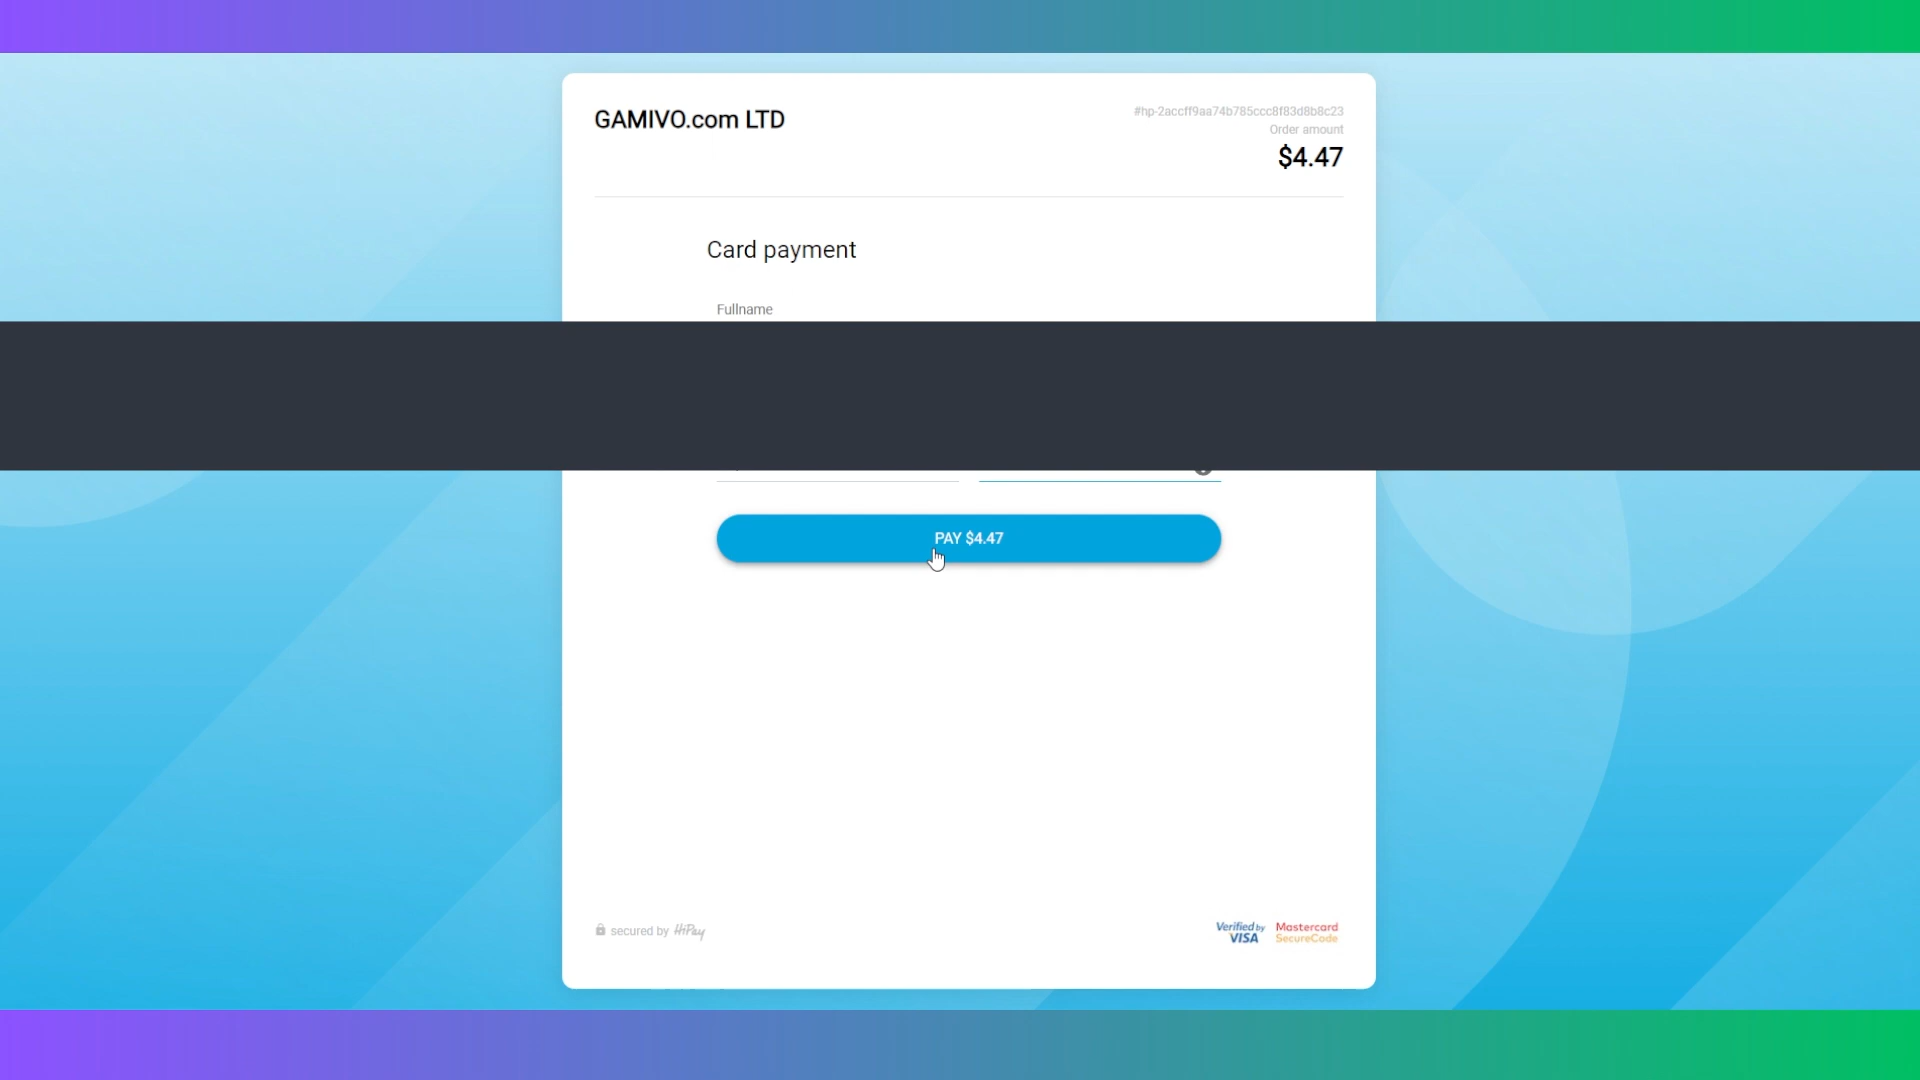 GAMIVO.com LTD
#hp-2accff9aa74b785ccc8f83d8b8c23
Order amount
$4.47
Card payment
Fullname
PAY $4.47
secured by HiPay
Verified by
VISA
Mastercard
SecureCode